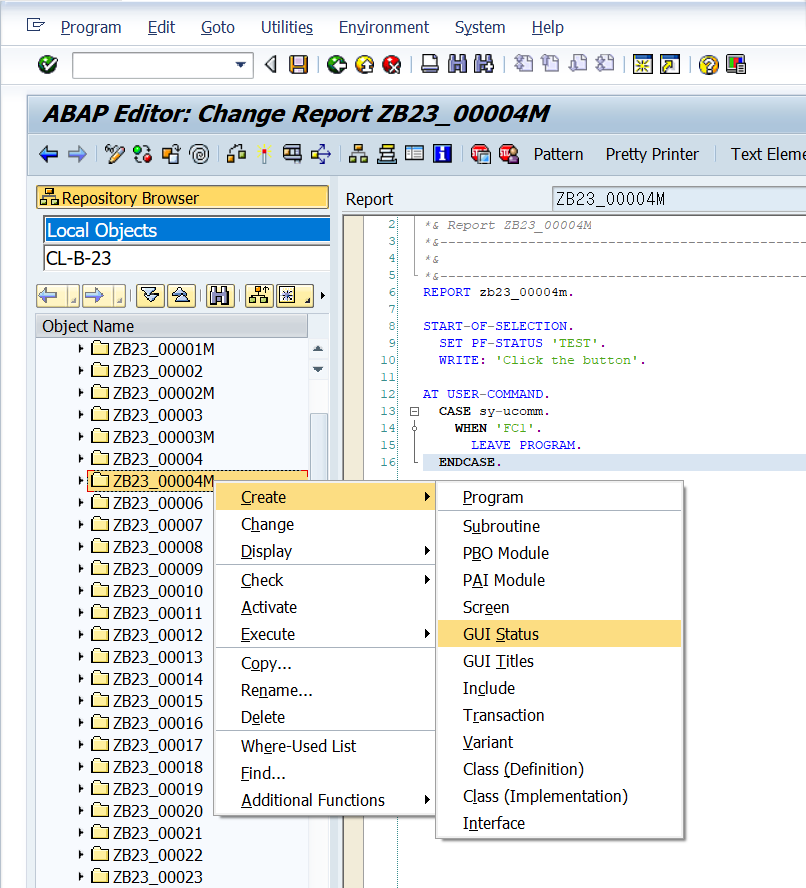 Program Edit Goto Utilities Environment System Help
ABAP Editor: Change Report ZB23_00004M
Pattern Pretty Printer Text Eleme
Repository Browser
Local Objects
CL-B-23
Object Name
ZB23_00001M
ZB23_00002
ZB23_00002M
ZB23_00003
ZB23_00003M
ZB23_00004
ZB23_00004M
ZB23_00006
ZB23_00007
ZB23_00008
ZB23_00009
ZB23_00010
ZB23_00011
ZB23_00012
ZB23_00013
ZB23_00014
ZB23_00015
ZB23_00016
ZB23_00017
ZB23_00018
ZB23_00019
ZB23_00020
ZB23_00021
ZB23_00022
ZB23_00023
Report ZB23_00004M
2 *& Report ZB23_00004M
3 *&---------------------------------------------
4 *&
5 *&---------------------------------------------
6 REPORT zb23_00004m.
7
8 START-OF-SELECTION.
9 SET PF-STATUS 'TEST'.
10 WRITE: 'Click the button'.
11
12 AT USER-COMMAND.
13 CASE sy-ucomm.
14 WHEN 'FC1'.
15 LEAVE PROGRAM.
16 ENDCASE.
Create
Change
Display
Check
Activate
Execute
Copy...
Rename...
Delete
Where-Used List
Find...
Additional Functions
Program
Subroutine
PBO Module
PAI Module
Screen
GUI Status
GUI Titles
Include
Transaction
Variant
Class (Definition)
Class (Implementation)
Interface